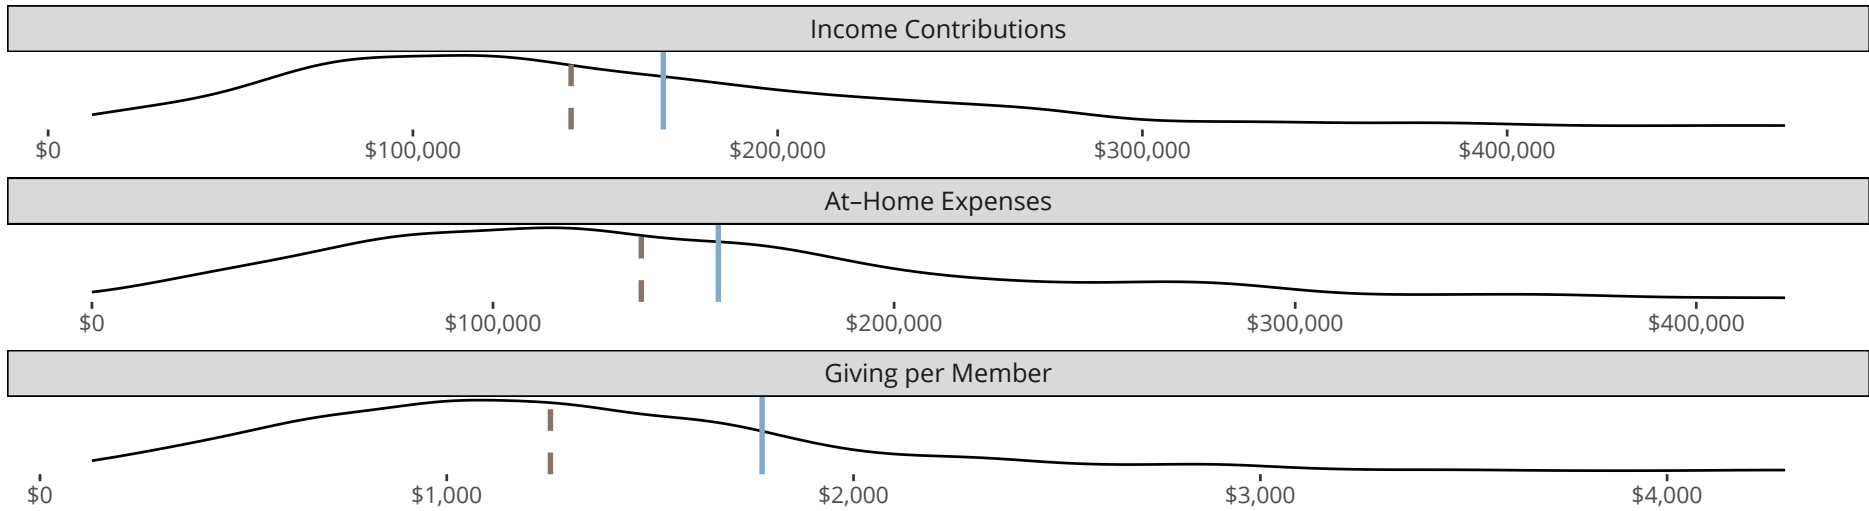 Income Contributions
$0 $100,000 $200,000 $300,000 $400,000
At–Home Expenses
$0 $100,000 $200,000 $300,000 $400,000
Giving per Member
$0 $1,000 $2,000 $3,000 $4,000